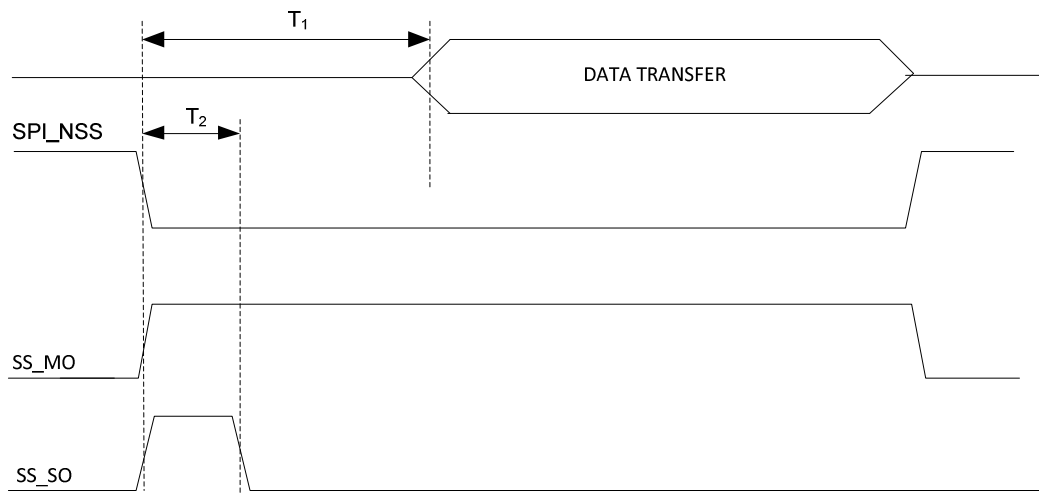 T₁
DATA TRANSFER
T₂
SPI_NSS
SS_MO
SS_SO